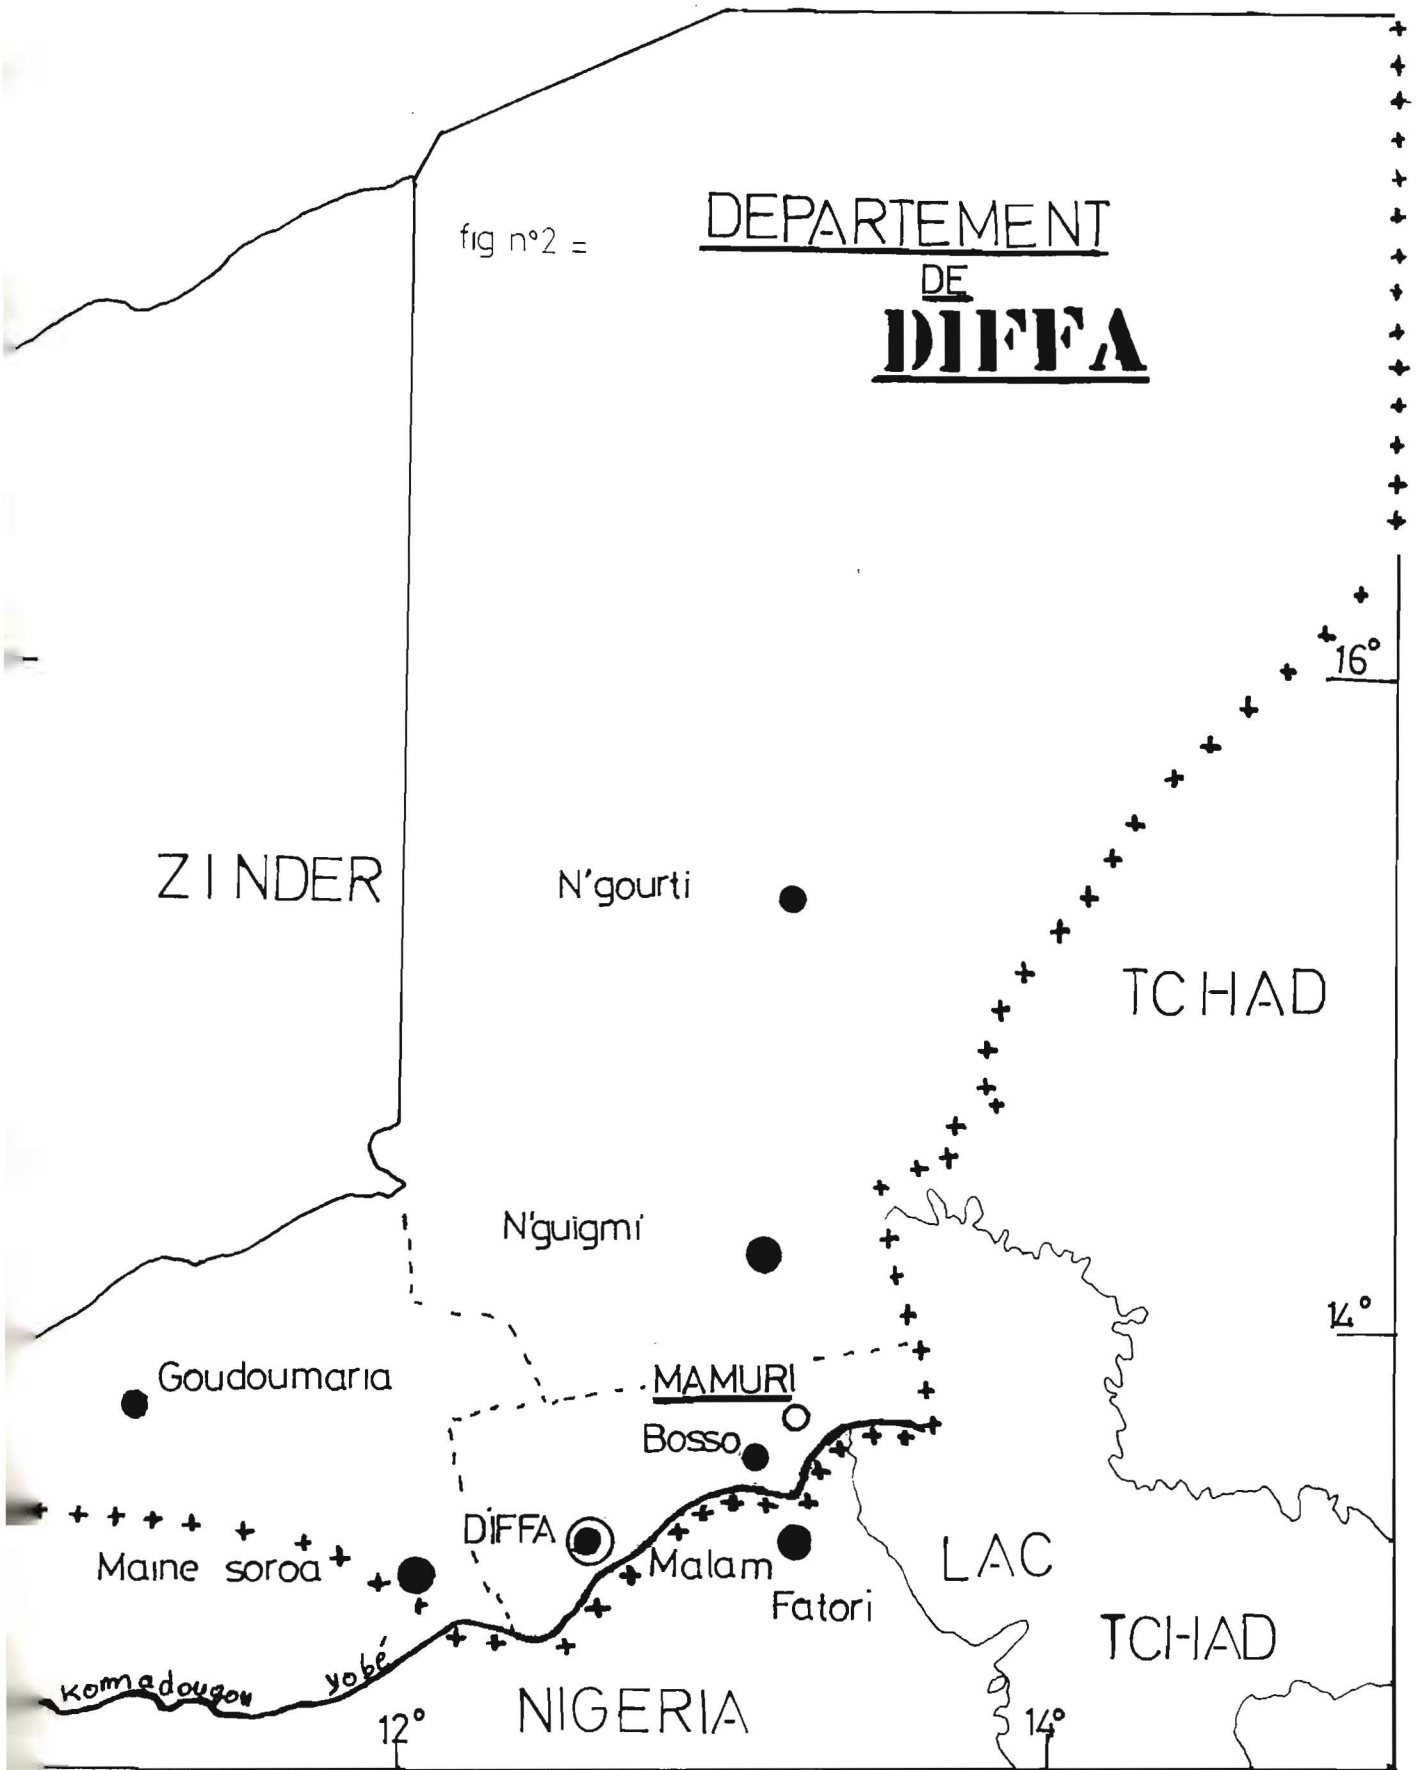 fig n°2 =
DEPARTEMENT
DE
DIFFA
16°
ZINDER
N'gourti
TCHAD
N'guigmi
14°
Goudoumaria
MAMURI
Bosso
DIFFA
Maine soroa
Malam
Fatori
LAC
TCHAD
Komadougou yobé
NIGERIA
12°
14°